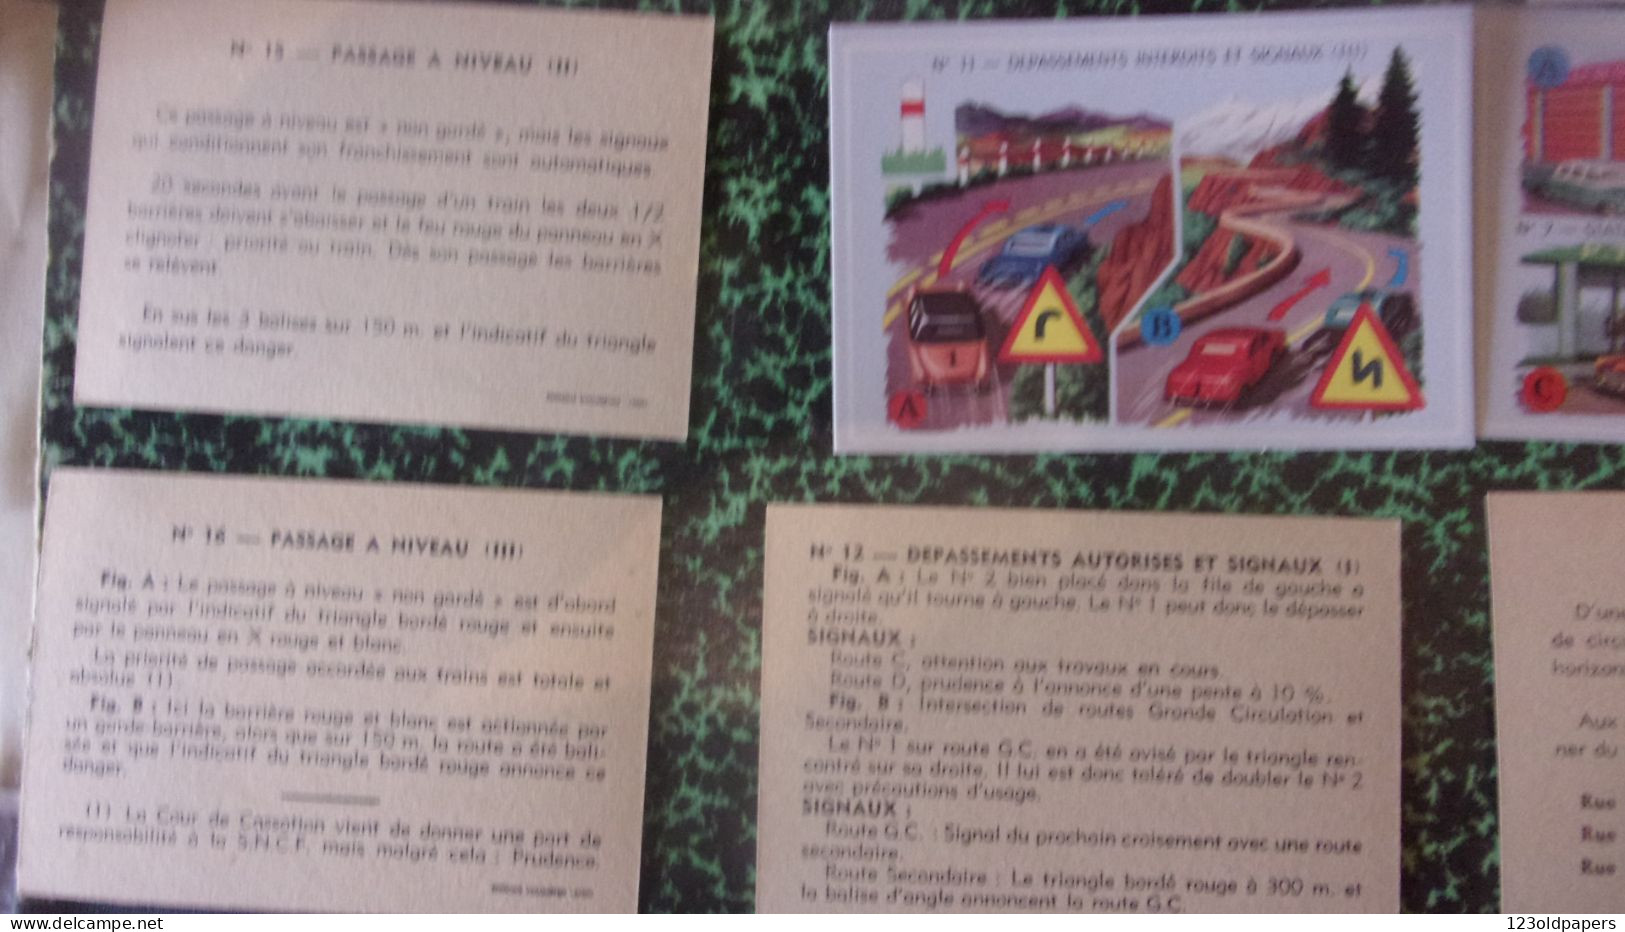 N° 15 — PASSAGE A NIVEAU (II)
Ce passage à niveau est « non gardé », mais les signaux
qui conditionnent son franchissement sont automatiques.
20 secondes avant le passage d'un train les deux 1/2
barrières doivent s'abaisser et le feu rouge du panneau en X
clignoter : priorité au train. Dès son passage les barrières
se relèvent.
En sus les 3 balises sur 150 m. et l'indicatif du triangle
signalent ce danger.
N° 11 — DEPASSEMENTS INTERDITS ET SIGNAUX (III)
A
B
C
N° 16 — PASSAGE A NIVEAU (III)
Fig. A : Le passage à niveau « non gardé » est d'abord
signalé par l'indicatif du triangle bordé rouge et ensuite
par le panneau en X rouge et blanc.
La priorité de passage accordée aux trains est totale et
absolue (1).
Fig. B : Ici la barrière rouge et blanc est actionnée par
un garde-barrière, alors que sur 150 m. la route a été bali-
sée et que l'indicatif du triangle bordé rouge annonce ce
danger.
(1) La Cour de Cassation vient de donner une part de
responsabilité à la S.N.C.F. mais malgré cela : Prudence.
N° 12 — DEPASSEMENTS AUTORISES ET SIGNAUX (I)
Fig. A : Le N° 2 bien placé dans la file de gauche a
signalé qu'il tourne à gauche. Le N° 1 peut donc le dépasser
à droite.
SIGNAUX :
Route C, attention aux travaux en cours.
Route D, prudence à l'annonce d'une pente à 10 %.
Fig. B : Intersection de routes Grande Circulation et
Secondaire.
Le N° 1 sur route G.C. en a été avisé par le triangle ren-
contré sur sa droite. Il lui est donc toléré de doubler le N° 2
avec précautions d'usage.
SIGNAUX :
Route G.C. : Signal du prochain croisement avec une route
secondaire.
Route Secondaire : Le triangle bordé rouge à 300 m. et
la balise d'angle annoncent la route G.C.
D'une
de circ
horizon
Aux
ner du
Rue
Rue
Rue
123oldpapers